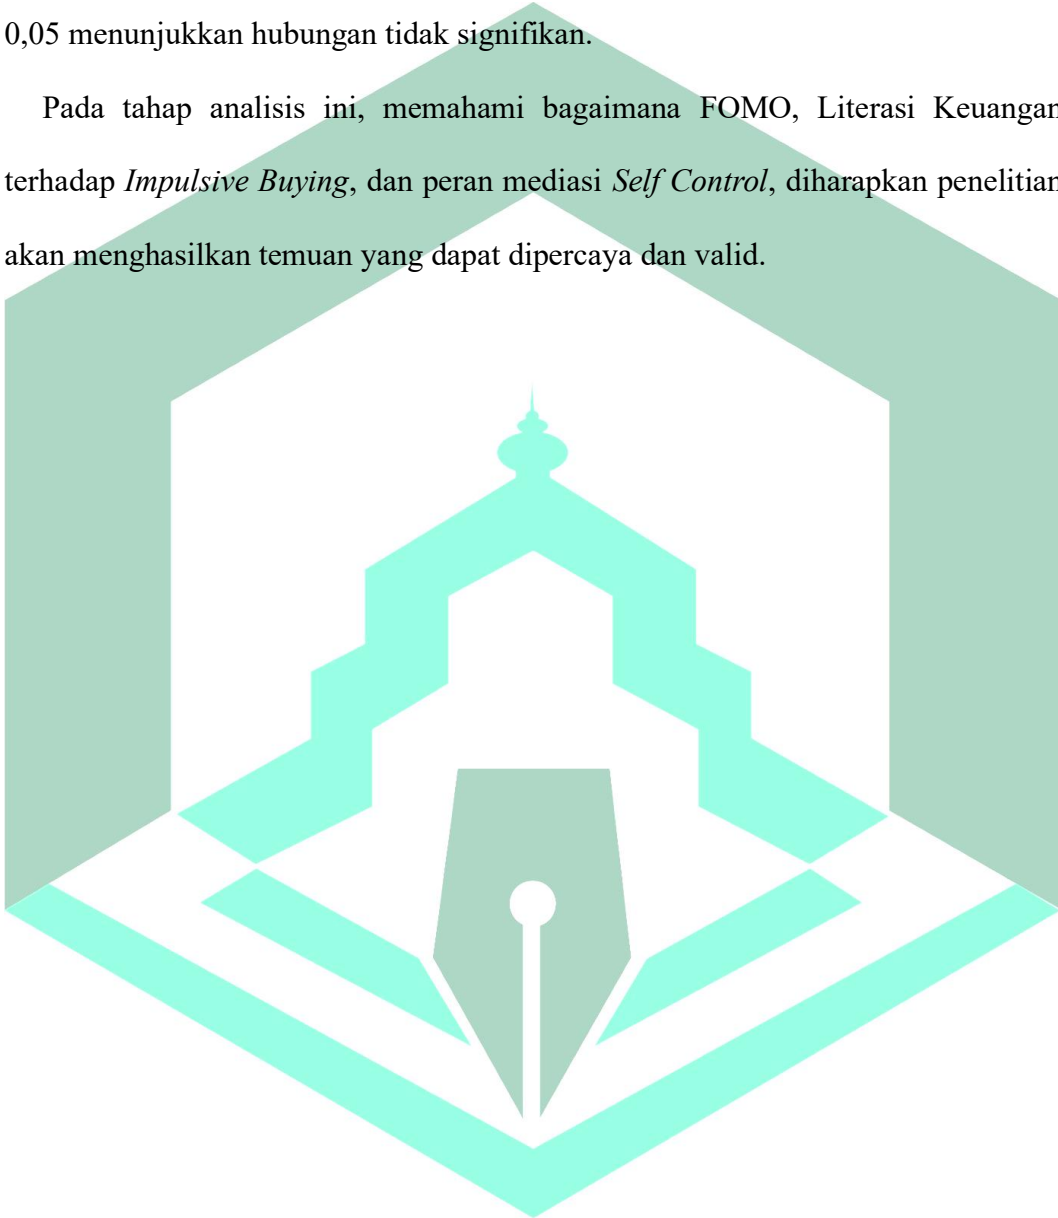 0,05 menunjukkan hubungan tidak signifikan.
Pada tahap analisis ini, memahami bagaimana FOMO, Literasi Keuangan
terhadap Impulsive Buying, dan peran mediasi Self Control, diharapkan penelitian
akan menghasilkan temuan yang dapat dipercaya dan valid.